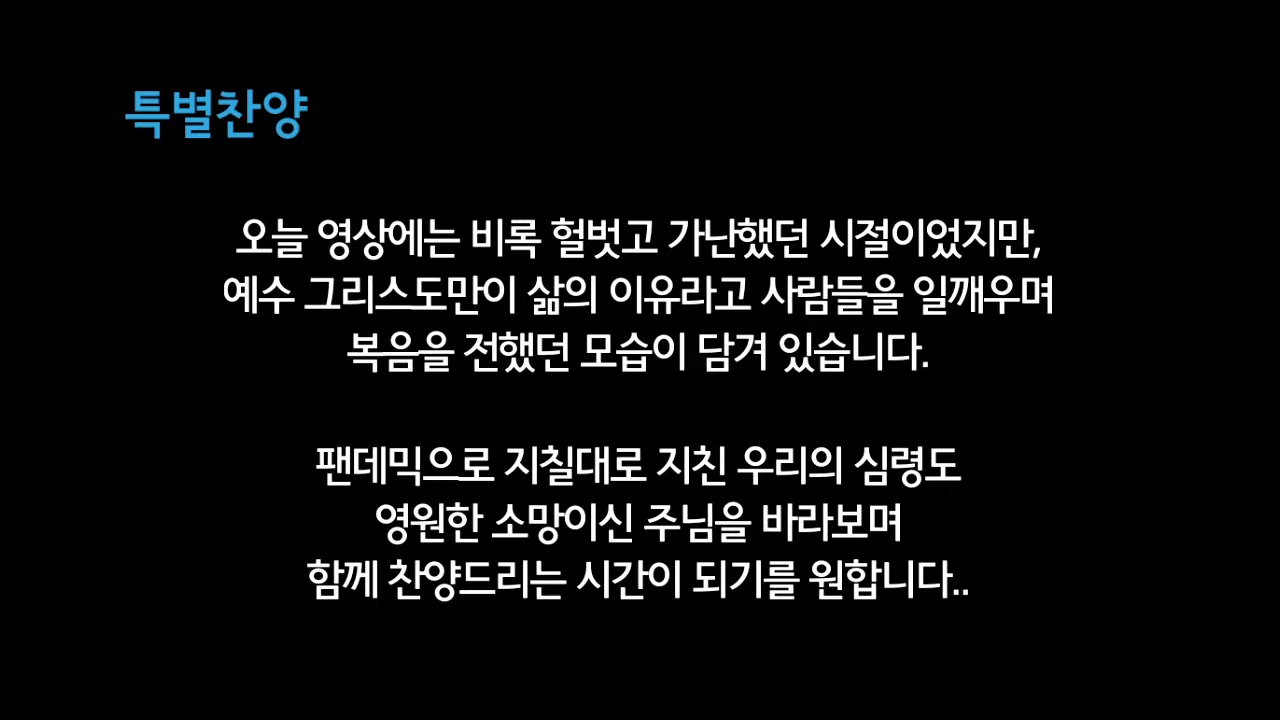 특별찬양
오늘 영상에는 비록 헐벗고 가난했던 시절이었지만,
예수 그리스도만이 삶의 이유라고 사람들을 일깨우며
복음을 전했던 모습이 담겨 있습니다.
팬데믹으로 지칠대로 지친 우리의 심령도
영원한 소망이신 주님을 바라보며
함께 찬양드리는 시간이 되기를 원합니다..